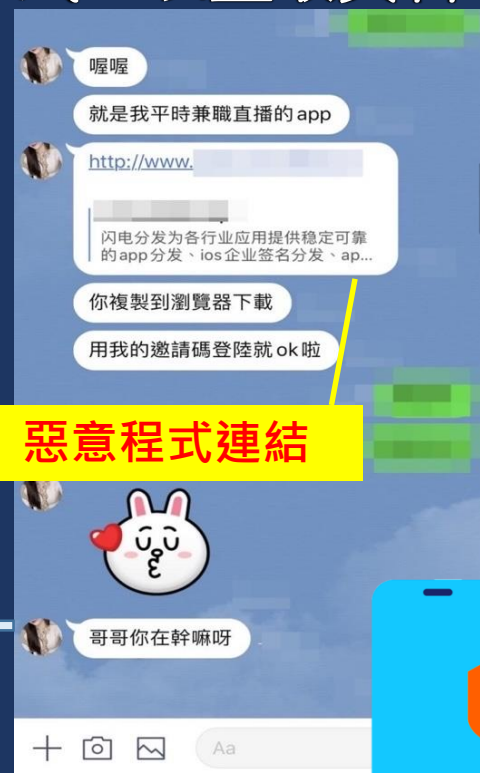 喔喔
就是我平時兼職直播的app
http://www.
闪电分发为各行业应用提供稳定可靠
的app分发、ios企业签名分发、ap...
你複製到瀏覽器下載
用我的邀請碼登陸就ok啦
惡意程式連結
哥哥你在幹嘛呀
Aa